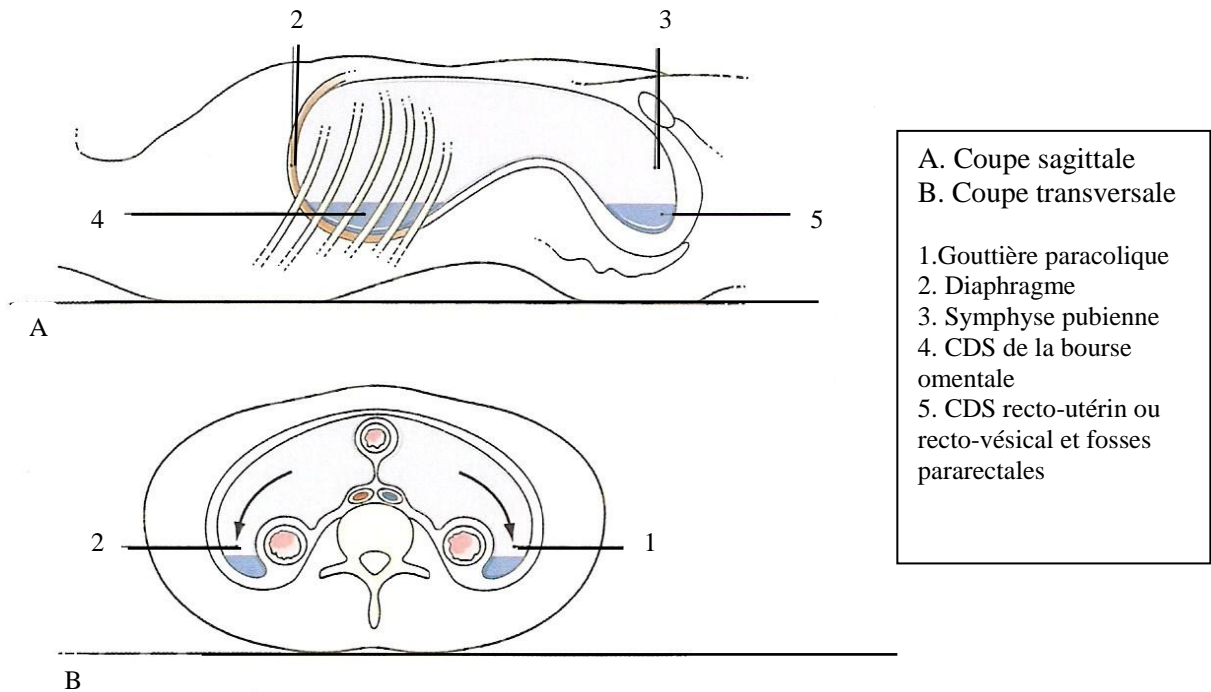 2
3
4
5
A
2
1
B
A. Coupe sagittale
B. Coupe transversale
1.Gouttière paracolique
2. Diaphragme
3. Symphyse pubienne
4. CDS de la bourse
omentale
5. CDS recto-utérin ou
recto-vésical et fosses
pararectales